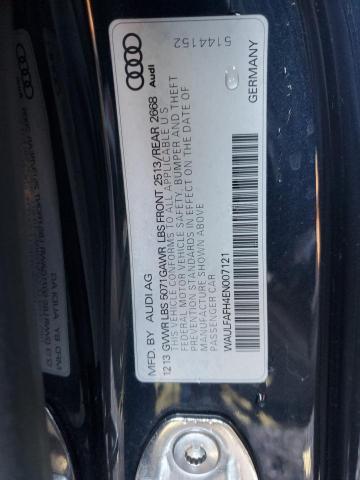 MFD. BY AUDI AG
12.13 GVWR LBS 5071 GAWR LBS FRONT 2513/REAR 2668
THIS VEHICLE CONFORMS TO ALL APPLICABLE U S
FEDERAL MOTOR VEHICLE SAFETY, BUMPER AND THEFT
PREVENTION STANDARDS IN EFFECT ON THE DATE OF
MANUFACTURE SHOWN ABOVE
PASSENGER CAR
WAULFAFH4EN007121
Audi
5144152
GERMANY